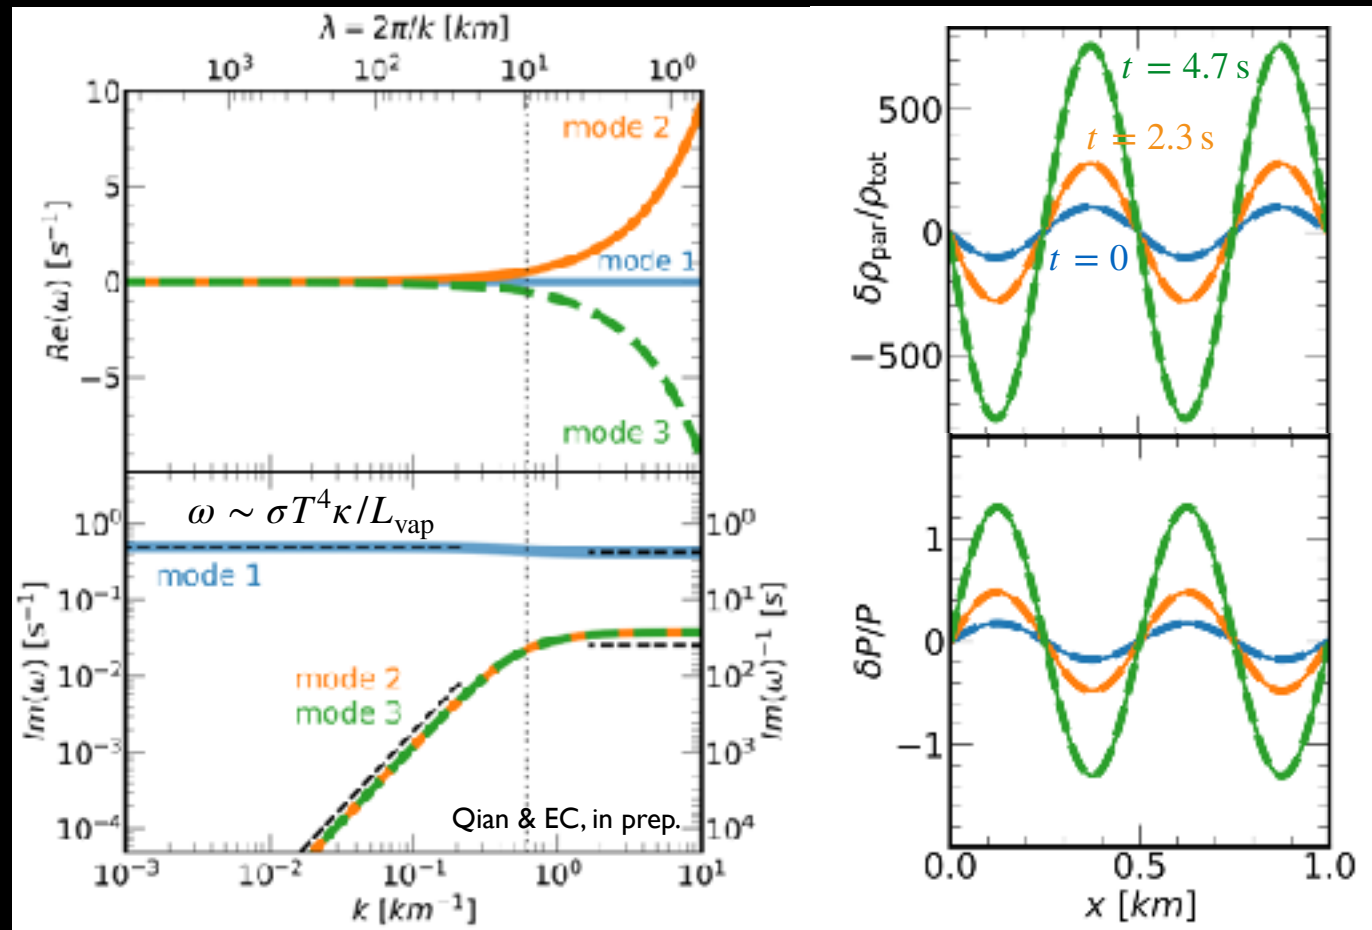 λ = 2π/k [km]
10³ 10² 10¹ 10⁰
10
5
0
−5
Re(ω) [s⁻¹]
mode 2
mode 1
mode 3
ω ∼ σT⁴κ/L_vap
mode 1
mode 2
mode 3
Qian & EC, in prep.
10⁰
10⁻¹
10⁻²
10⁻³
10⁻⁴
Im(ω) [s⁻¹]
10⁰
10¹
10²
10³
10⁴
Im(ω)⁻¹ [s]
10⁻³ 10⁻² 10⁻¹ 10⁰ 10¹
k [km⁻¹]
t = 4.7 s
t = 2.3 s
t = 0
500
0
−500
δρ_par/ρ_tot
1
0
−1
δP/P
0.0 0.5 1.0
x [km]